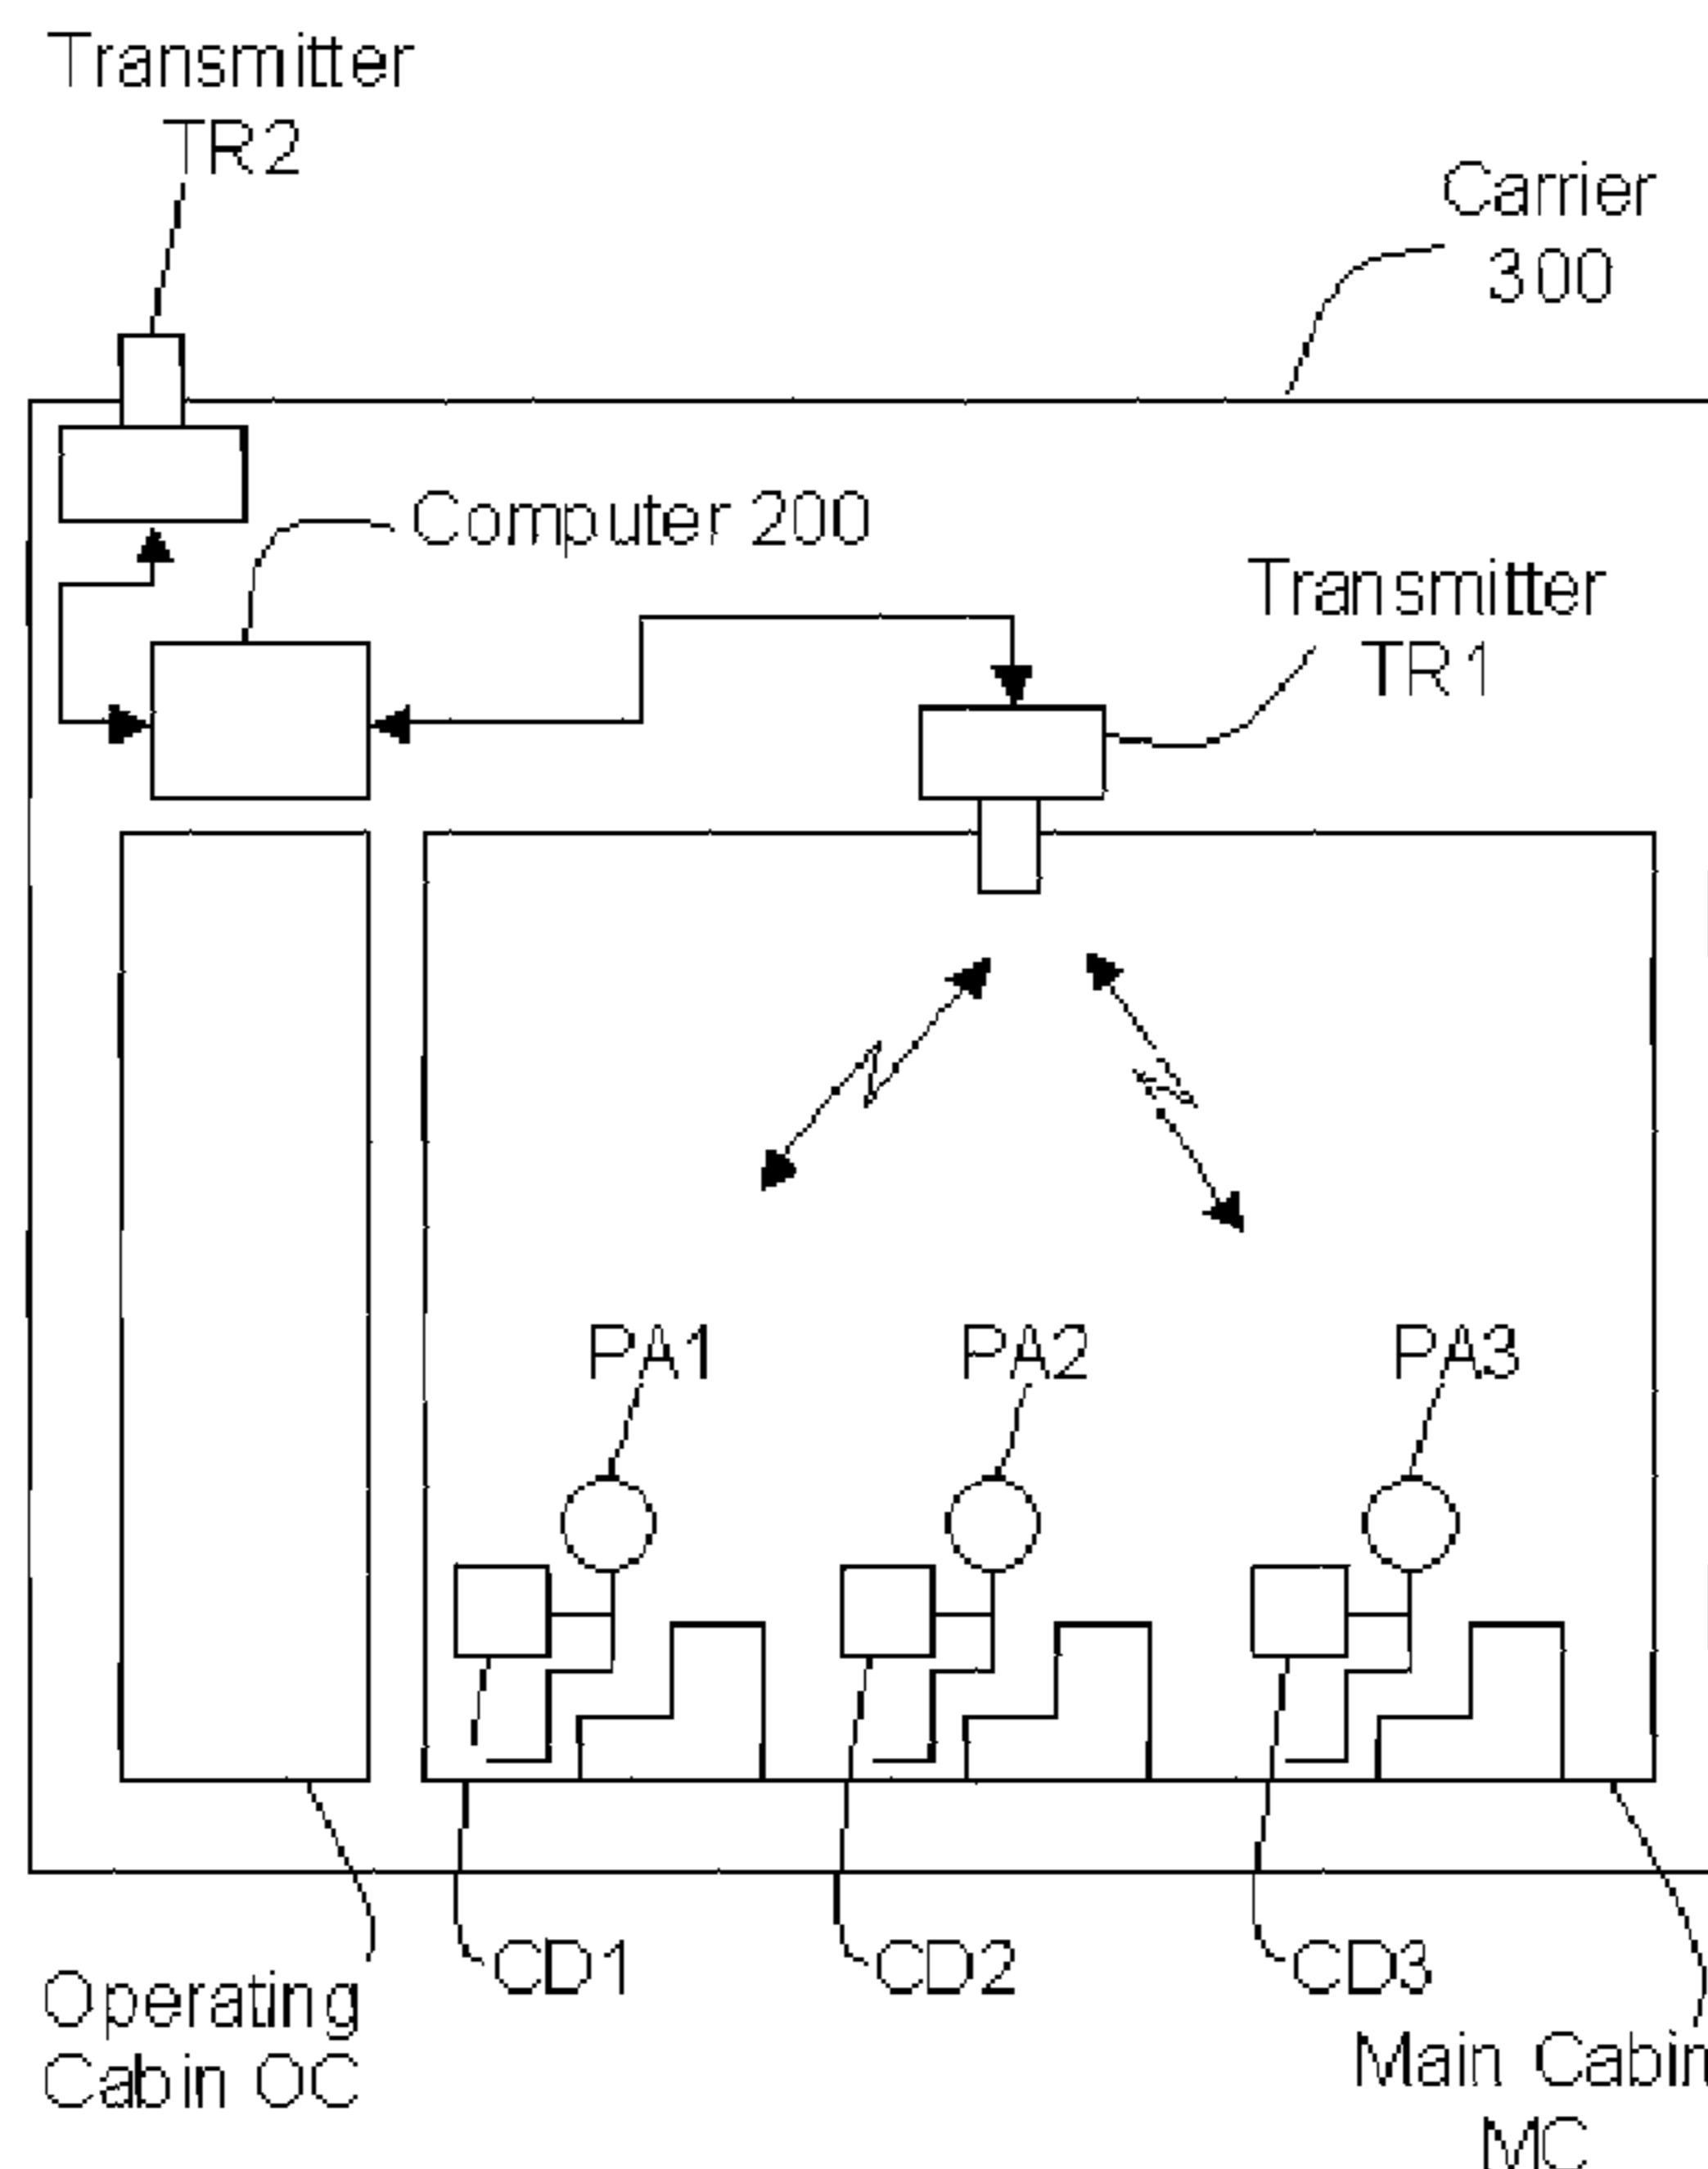 Transmitter
TR2
Carrier
300
Computer 200
Transmitter
TR1
PA1
PA2
PA3
CD1
CD2
CD3
Operating
Cabin OC
Main Cabin
MC